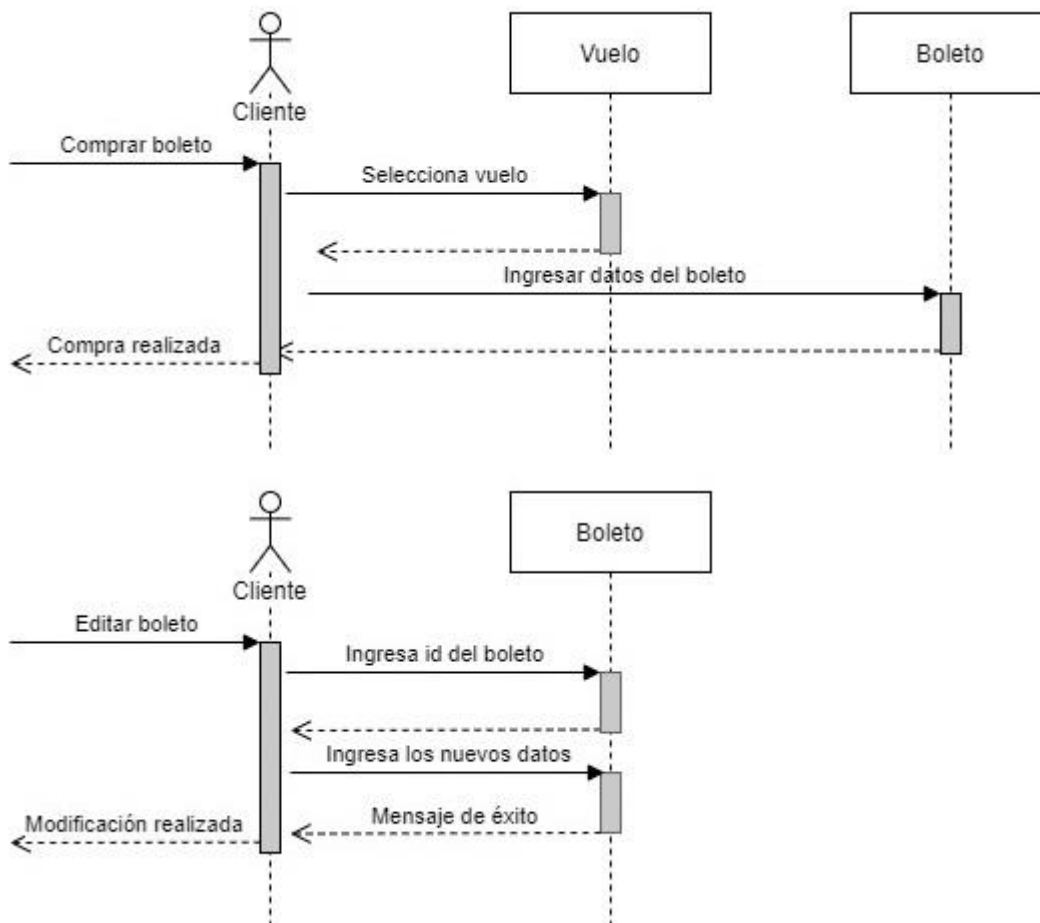 Vuelo
Boleto
Cliente
Comprar boleto
Selecciona vuelo
Ingresar datos del boleto
Compra realizada
Boleto
Cliente
Editar boleto
Ingresa id del boleto
Ingresa los nuevos datos
Mensaje de éxito
Modificación realizada